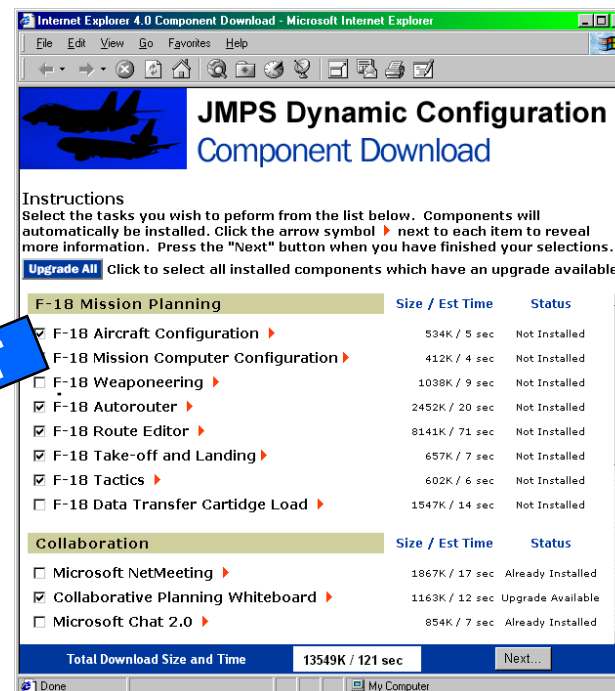 Internet Explorer 4.0 Component Download - Microsoft Internet Explorer
File Edit View Go Favorites Help
JMPS Dynamic Configuration
Component Download
Instructions
Select the tasks you wish to peform from the list below. Components will
automatically be installed. Click the arrow symbol next to each item to reveal
more information. Press the "Next" button when you have finished your selections.
Upgrade All Click to select all installed components which have an upgrade available
F-18 Mission Planning Size / Est Time Status
F-18 Aircraft Configuration 534K / 5 sec Not Installed
F-18 Mission Computer Configuration 412K / 4 sec Not Installed
F-18 Weaponeering 1038K / 9 sec Not Installed
F-18 Autorouter 2452K / 20 sec Not Installed
F-18 Route Editor 8141K / 71 sec Not Installed
F-18 Take-off and Landing 657K / 7 sec Not Installed
F-18 Tactics 602K / 6 sec Not Installed
F-18 Data Transfer Cartidge Load 1547K / 14 sec Not Installed
Collaboration Size / Est Time Status
Microsoft NetMeeting 1867K / 17 sec Already Installed
Collaborative Planning Whiteboard 1163K / 12 sec Upgrade Available
Microsoft Chat 2.0 854K / 7 sec Already Installed
Total Download Size and Time 13549K / 121 sec Next...
Done My Computer